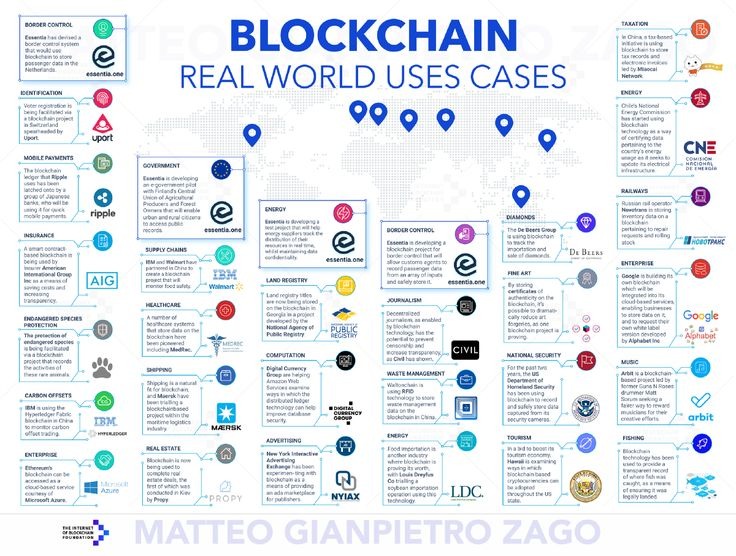 BLOCKCHAIN
REAL WORLD USES CASES
BORDER CONTROL
Essentia has devised a
border control system
that would use
blockchain to store
passenger data in the
Netherlands.
essentia.one
IDENTIFICATION
Voter registration is
being facilitated via
a blockchain project
in Switzerland
spearheaded by
Uport.
uport
MOBILE PAYMENTS
The blockchain
ledger that Ripple
uses has been
latched onto by a
group of Japanese
banks, who will be
using it for quick
mobile payments
ripple
INSURANCE
A smart contract-
based blockchain is
being used by
insurer American
International Group
Inc as a means of
saving costs and
increasing
transparency.
AIG
ENDANGERED SPECIES
PROTECTION
The protection of
endangered species
is being facilitated
via a blockchain
project that records
the activities of
these rare animals.
CARBON OFFSETS
IBM is using the
Hyperledger Fabric
blockchain in China
to monitor carbon
offset trading.
IBM
HYPERLEDGER
ENTERPRISE
Ethereum's
blockchain can be
accessed as a
cloud-based service
courtesy of
Microsoft Azure.
Microsoft
Azure
GOVERNMENT
Essentia is developing
an e-government pilot
with Finland's Central
Union of Agricultural
Producers and Forest
Owners that will enable
urban and rural citizens
to access public
records.
essentia.one
SUPPLY CHAINS
IBM and Walmart have
partnered in China to
create a blockchain
project that will
monitor food safety.
IBM
Walmart
HEALTHCARE
A number of
healthcare systems
that store data on the
blockchain have
been pioneered
including MedRec.
MEDREC
SHIPPING
Shipping is a natural
fit for blockchain,
and Maersk have
been trialling a
blockchain-based
project within the
maritime logistics
industry.
MAERSK
REAL ESTATE
Blockchain is now
being used to
complete real estate
deals, the first of
which was
conducted in Kiev
by Propy
PROPY
ENERGY
Essentia is developing a
test project that will help
energy suppliers track the
distribution of their
resources in real time,
whilst maintaining data
confidentiality.
essentia.one
LAND REGISTRY
Land registry titles
are now being stored
on the blockchain in
Georgia in a project
developed by the
National Agency of
Public Registry.
PUBLIC
REGISTRY
COMPUTATION
Digital Currency
Group are helping
Amazon Web
Services examine
ways in which the
distributed ledger
technology can help
improve database
security.
DIGITAL
CURRENCY
GROUP
ADVERTISING
New York Interactive
Advertising
Exchange has been
experimen-ting with
blockchain as a
means of providing
an ads marketplace
for publishers
NYIAX
BORDER CONTROL
Essentia is developing
project for border
control that will allow
customs agents to
record passenger data
from an array of inputs
and safely store it.
essentia.one
JOURNALISM
Decentralized
journalism, as
enabled by
blockchain
technology has the
potential to prevent
censorship and
increase transparency,
as Civil has shown.
CIVIL
WASTE MANAGEMENT
Waltonchain is
using RFID
technology to store
waste management
data on the
blockchain in China.
ENERGY
Food importation is
another industry
where blockchain is
proving its worth,
with Louis Dreyfus
Co trialling a
soybean importation
operation using the
technology.
LDC.
DIAMONDS
The De Beers Group
is using blockchain
to track the
importation and sale
of diamonds
DE BEERS
FINE ART
By storing
certificates of
authenticity on the
blockchain, it's
possible to dramati-
cally reduce art
forgeries, as one
blockchain project is
proving.
NATIONAL SECURITY
For the past two
years, the US
Department of
Homeland Security
has been using
blockchain to record
and safely store data
captured from its
security cameras.
TOURISM
In a bid to boost its
tourism economy,
Hawaii is examining
ways in which
blockchain based
cryptocurrencies can
be adopted
throughout the US
state.
TAXATION
In China, a tax-based
initiative is using
blockchain to store
tax records and
electronic invoices
led by Miaocai
Network.
ENERGY
Chile's National
Energy Commission
has started using
blockchain
technology as a way
of certifying data
pertaining to the
country's energy
usage as it seeks to
update its electrical
infrastructure.
CNE
COMISIÓN
NACIONAL
DE ENERGÍA
RAILWAYS
Russian rail operator
Novotrans is storing
inventory data on a
blockchain
pertaining to repair
requests and rolling
stock
НОВОТРАНС
ENTERPRISE
Google is building its
own blockchain
which will be
integrated into its
cloud-based services,
enabling businesses
to store data on it,
and to request their
own white label
version developed
by Alphabet Inc
Google
Alphabet
MUSIC
Arbit is a blockchain-
based project led by
former Guns N Roses
drummer Matt
Sorum seeking a
fairer way to reward
musicians for their
creative efforts.
arbit
FISHING
Blockchain
technology has been
used to provide a
transparent record
of where fish was
caught, as a means
of ensuring it was
legally landed
THE INTERNET
OF BLOCKCHAIN
FOUNDATION
MATTEO GIANPIETRO ZAGO